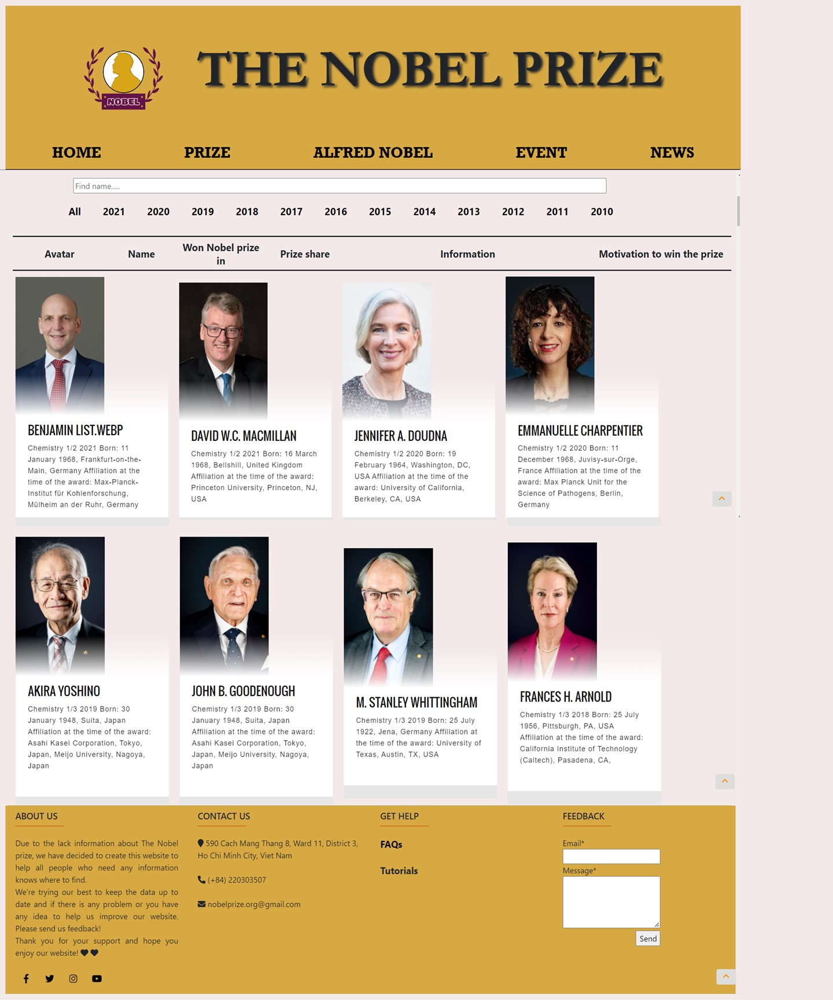 NOBEL
THE NOBEL PRIZE
HOME
PRIZE
ALFRED NOBEL
EVENT
NEWS
Find name.....
All
2021
2020
2019
2018
2017
2016
2015
2014
2013
2012
2011
2010
Avatar
Name
Won Nobel prize
in
Prize share
Information
Motivation to win the prize
BENJAMIN LIST.WEBP
Chemistry 1/2 2021 Born: 11
January 1968, Frankfurt-on-the-
Main, Germany Affiliation at the
time of the award: Max-Planck-
Institut für Kohlenforschung,
Mülheim an der Ruhr, Germany
DAVID W.C. MACMILLAN
Chemistry 1/2 2021 Born: 16 March
1968, Bellshill, United Kingdom
Affiliation at the time of the award:
Princeton University, Princeton, NJ,
USA
JENNIFER A. DOUDNA
Chemistry 1/2 2020 Born: 19
February 1964, Washington, DC,
USA Affiliation at the time of the
award: University of California,
Berkeley, CA, USA
EMMANUELLE CHARPENTIER
Chemistry 1/2 2020 Born: 11
December 1968, Juvisy-sur-Orge,
France Affiliation at the time of the
award: Max Planck Unit for the
Science of Pathogens, Berlin,
Germany
AKIRA YOSHINO
Chemistry 1/3 2019 Born: 30
January 1948, Suita, Japan
Affiliation at the time of the award:
Asahi Kasei Corporation, Tokyo,
Japan, Meijo University, Nagoya,
Japan
JOHN B. GOODENOUGH
Chemistry 1/3 2019 Born: 30
January 1948, Suita, Japan
Affiliation at the time of the award:
Asahi Kasei Corporation, Tokyo,
Japan, Meijo University, Nagoya,
Japan
M. STANLEY WHITTINGHAM
Chemistry 1/3 2019 Born: 25 July
1922, Jena, Germany Affiliation at
the time of the award: University of
Texas, Austin, TX, USA
FRANCES H. ARNOLD
Chemistry 1/3 2018 Born: 25 July
1956, Pittsburgh, PA, USA
Affiliation at the time of the award:
California Institute of Technology
(Caltech), Pasadena, CA,
ABOUT US
Due to the lack information about The Nobel
prize, we have decided to create this website to
help all people who need any information
knows where to find.
We're trying our best to keep the data up to
date and if there is any problem or you have
any idea to help us improve our website.
Please send us feedback!
Thank you for your support and hope you
enjoy our website!
CONTACT US
590 Cach Mang Thang 8, Ward 11, District 3,
Ho Chi Minh City, Viet Nam
(+84) 220303507
nobelprize.org@gmail.com
GET HELP
FAQs
Tutorials
FEEDBACK
Email*
Message*
Send